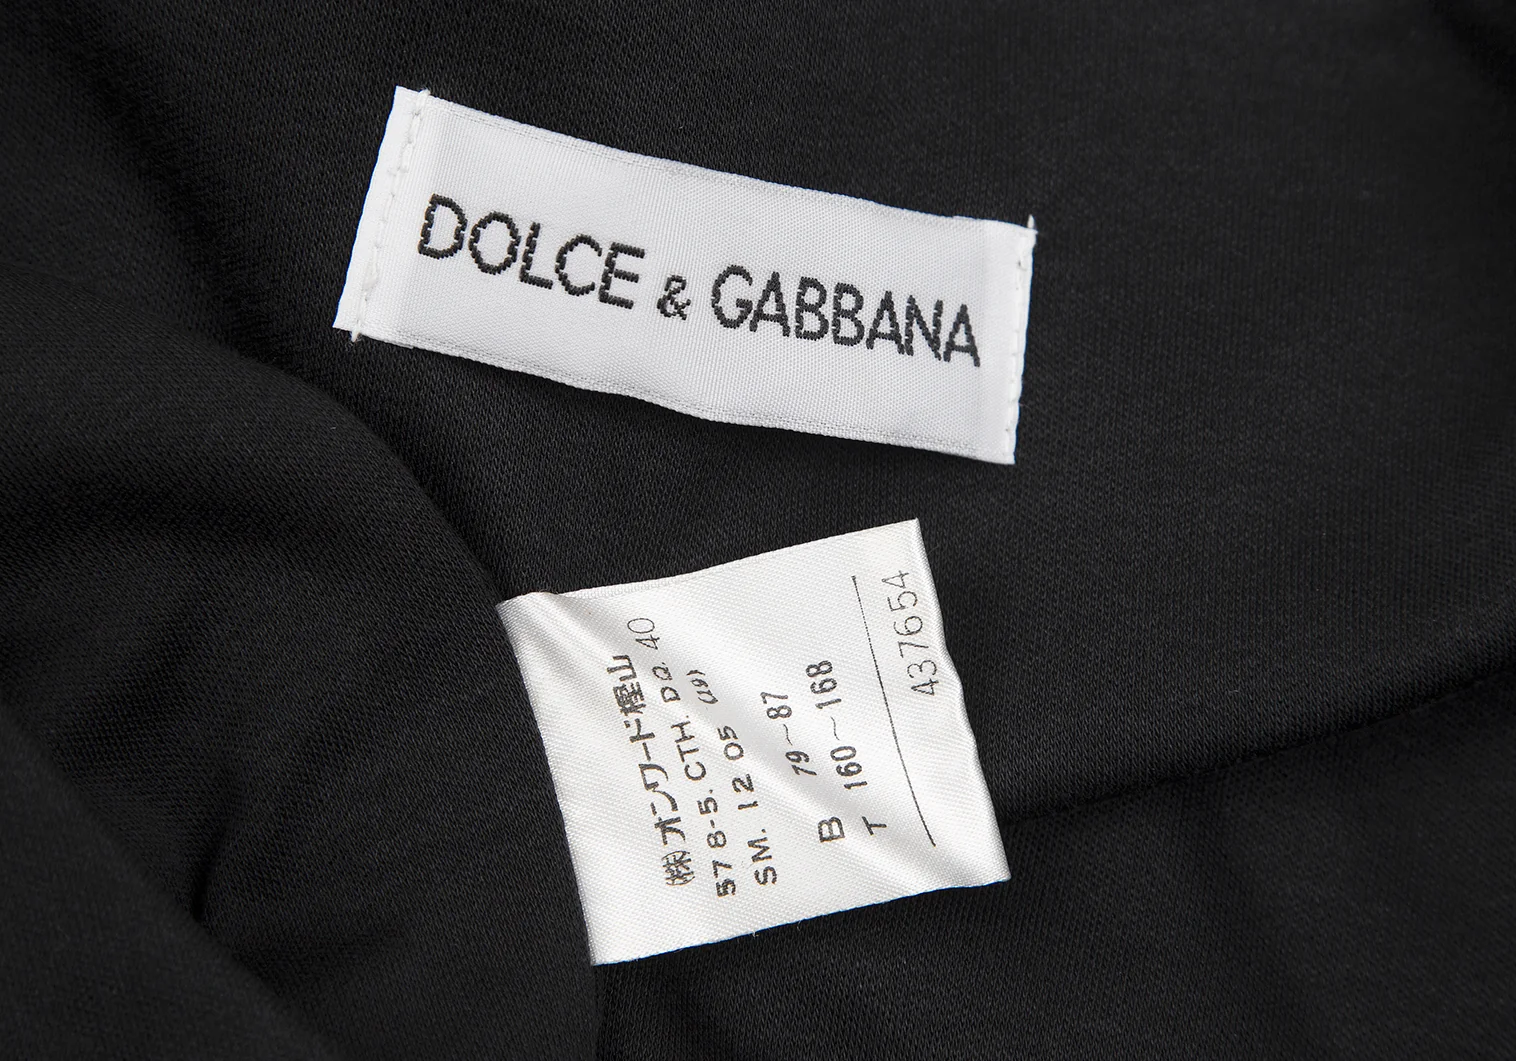 DOLCE & GABBANA
(株)オンワード樫山
578-5. CTH. DQ. 40
SM. 12 05 (19)
B 79~87
T 160~168
437654